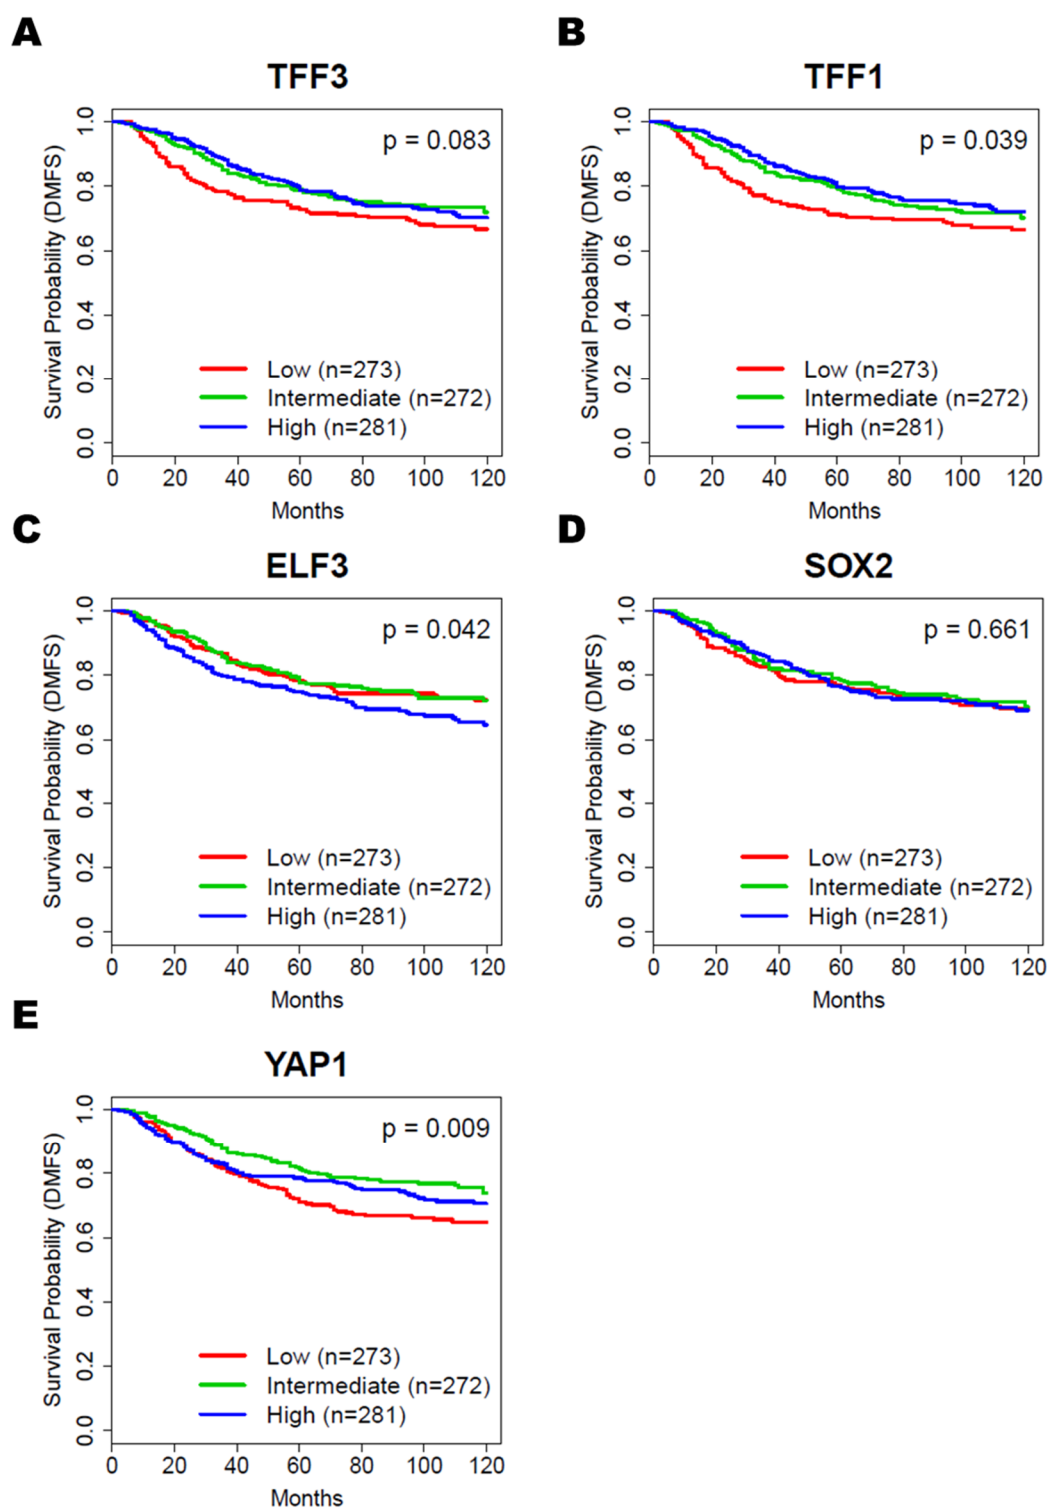 A
TFF3
p = 0.083
Survival Probability (DMFS)
1.0
0.8
0.6
0.4
0.2
0.0
Low (n=273)
Intermediate (n=272)
High (n=281)
0 20 40 60 80 100 120
Months
B
TFF1
p = 0.039
Survival Probability (DMFS)
1.0
0.8
0.6
0.4
0.2
0.0
Low (n=273)
Intermediate (n=272)
High (n=281)
0 20 40 60 80 100 120
Months
C
ELF3
p = 0.042
Survival Probability (DMFS)
1.0
0.8
0.6
0.4
0.2
0.0
Low (n=273)
Intermediate (n=272)
High (n=281)
0 20 40 60 80 100 120
Months
D
SOX2
p = 0.661
Survival Probability (DMFS)
1.0
0.8
0.6
0.4
0.2
0.0
Low (n=273)
Intermediate (n=272)
High (n=281)
0 20 40 60 80 100 120
Months
E
YAP1
p = 0.009
Survival Probability (DMFS)
1.0
0.8
0.6
0.4
0.2
0.0
Low (n=273)
Intermediate (n=272)
High (n=281)
0 20 40 60 80 100 120
Months